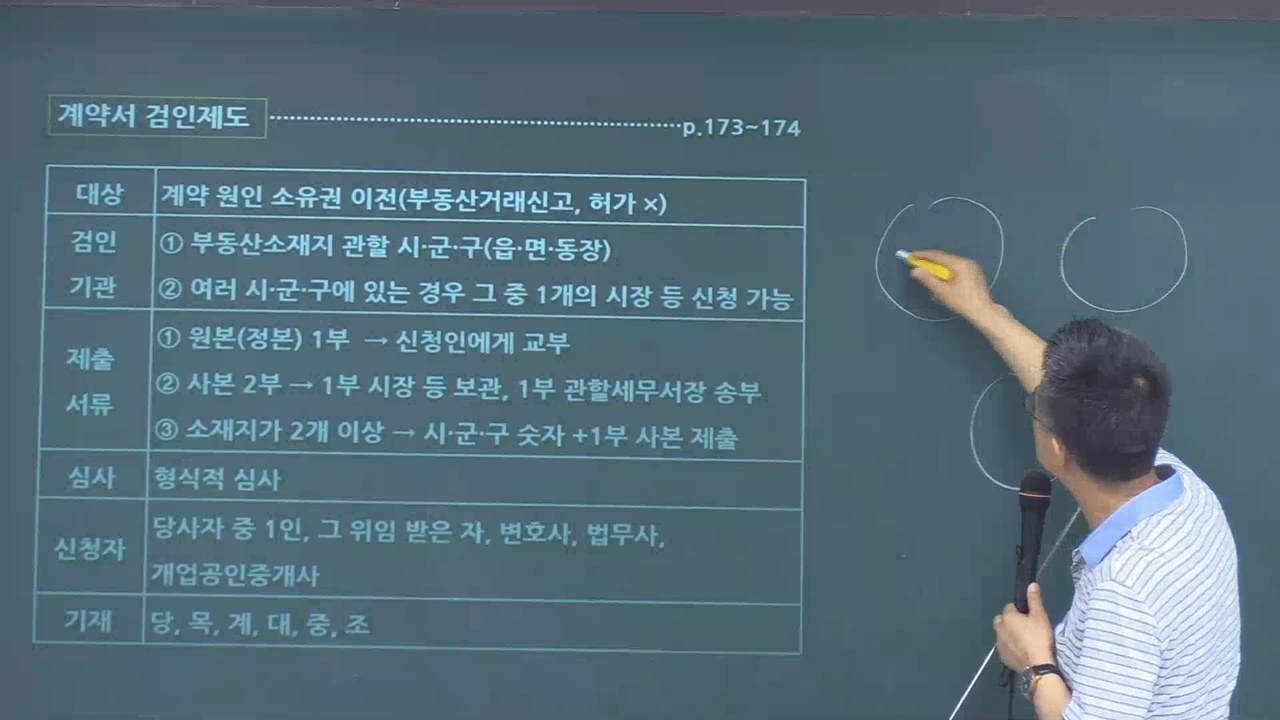 계약서 검인제도 p.173~174
대상 계약 원인 소유권 이전(부동산거래신고, 허가 ×)
검인 ① 부동산소재지 관할 시·군·구(읍·면·동장)
기관 ② 여러 시·군·구에 있는 경우 그 중 1개의 시장 등 신청 가능
① 원본(정본) 1부 → 신청인에게 교부
제출
② 사본 2부 → 1부 시장 등 보관, 1부 관할세무서장 송부
서류
③ 소재지가 2개 이상 → 시·군·구 숫자 +1부 사본 제출
심사 형식적 심사
당사자 중 1인, 그 위임 받은 자, 변호사, 법무사,
신청자
개업공인중개사
기재 당, 목, 계, 대, 중, 조